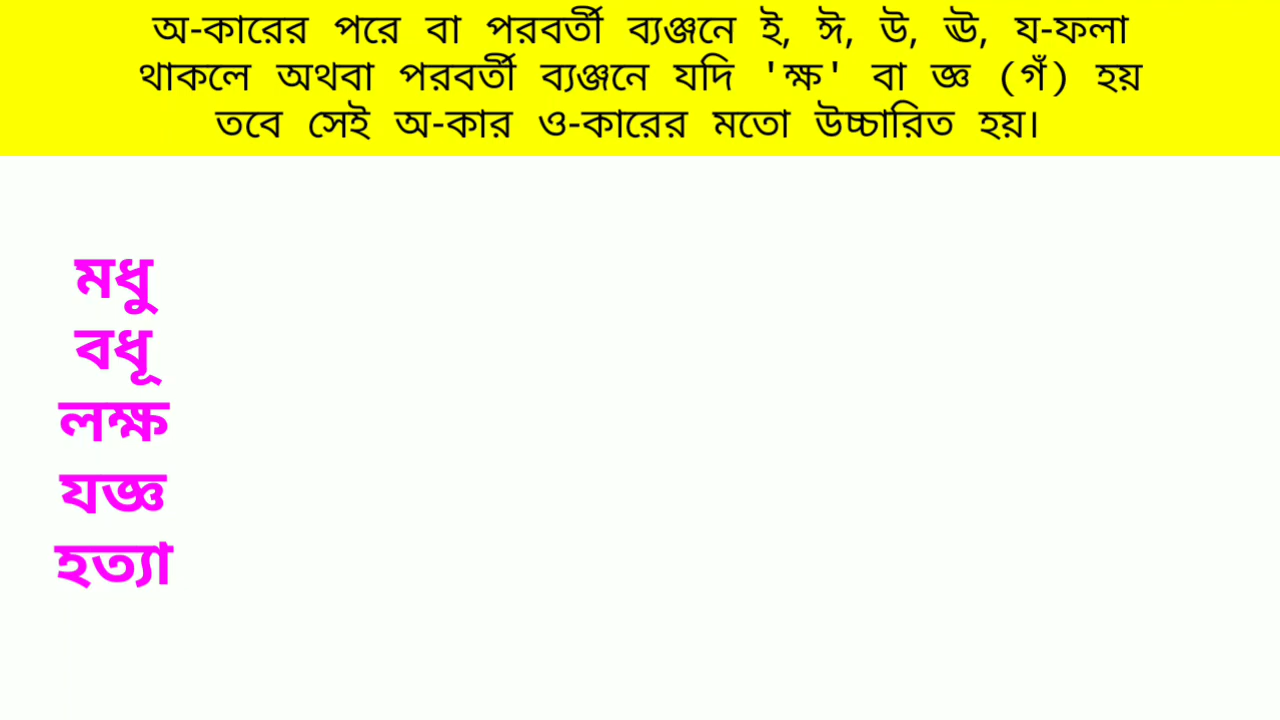 অ-কারের পরে বা পরবর্তী ব্যঞ্জনে ই, ঈ, উ, ঊ, য-ফলা
থাকলে অথবা পরবর্তী ব্যঞ্জনে যদি 'ক্ষ' বা জ্ঞ (গঁ) হয়
তবে সেই অ-কার ও-কারের মতো উচ্চারিত হয়।
মধু
বধূ
লক্ষ
যজ্ঞ
হত্যা